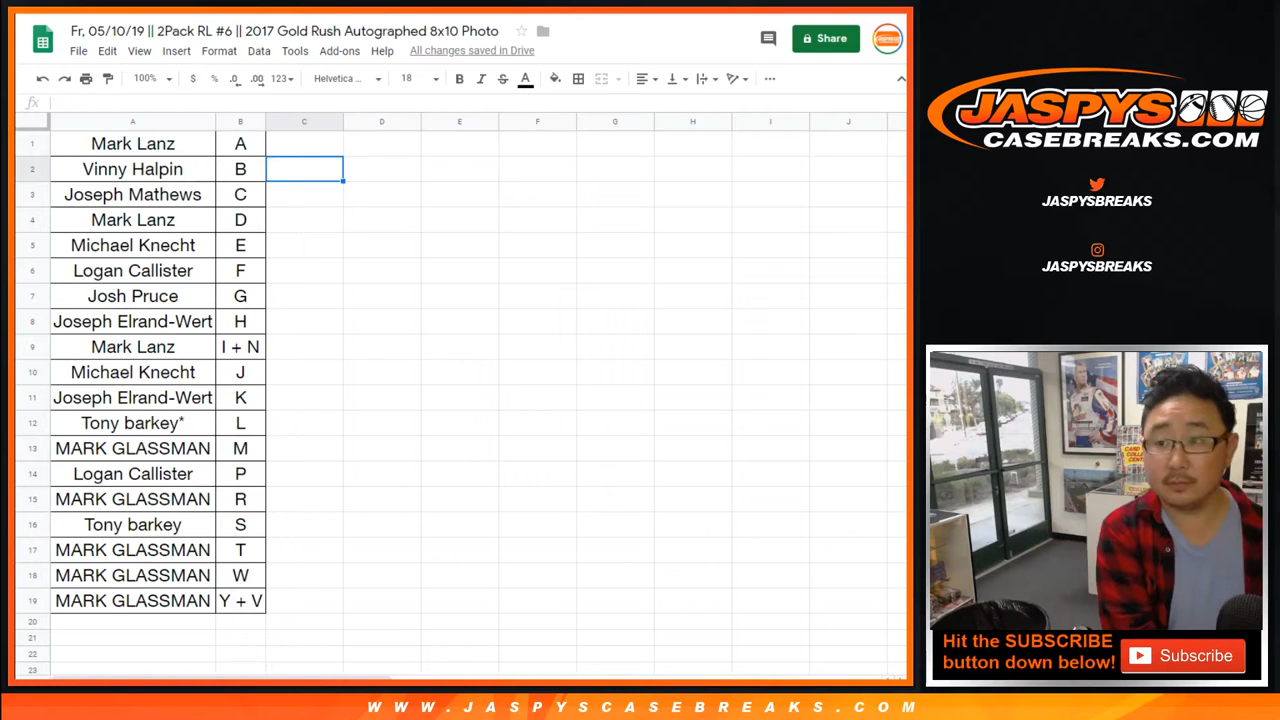 Fr, 05/10/19 || 2Pack RL #6 || 2017 Gold Rush Autographed 8x10 Photo
File Edit View Insert Format Data Tools Add-ons Help All changes saved in Drive
Share
100% $ % .0 .00 123 Helvetica ... 18 B I S A
fx
A B C D E F G H I J
1 Mark Lanz A
2 Vinny Halpin B
3 Joseph Mathews C
4 Mark Lanz D
5 Michael Knecht E
6 Logan Callister F
7 Josh Pruce G
8 Joseph Elrand-Wert H
9 Mark Lanz I + N
10 Michael Knecht J
11 Joseph Elrand-Wert K
12 Tony barkey* L
13 MARK GLASSMAN M
14 Logan Callister P
15 MARK GLASSMAN R
16 Tony barkey S
17 MARK GLASSMAN T
18 MARK GLASSMAN W
19 MARK GLASSMAN Y + V
20
21
22
23
JASPYS
CASEBREAKS.COM
JASPYSBREAKS
JASPYSBREAKS
Hit the SUBSCRIBE
button down below!
Subscribe
WWW.JASPYSCASEBREAKS.COM